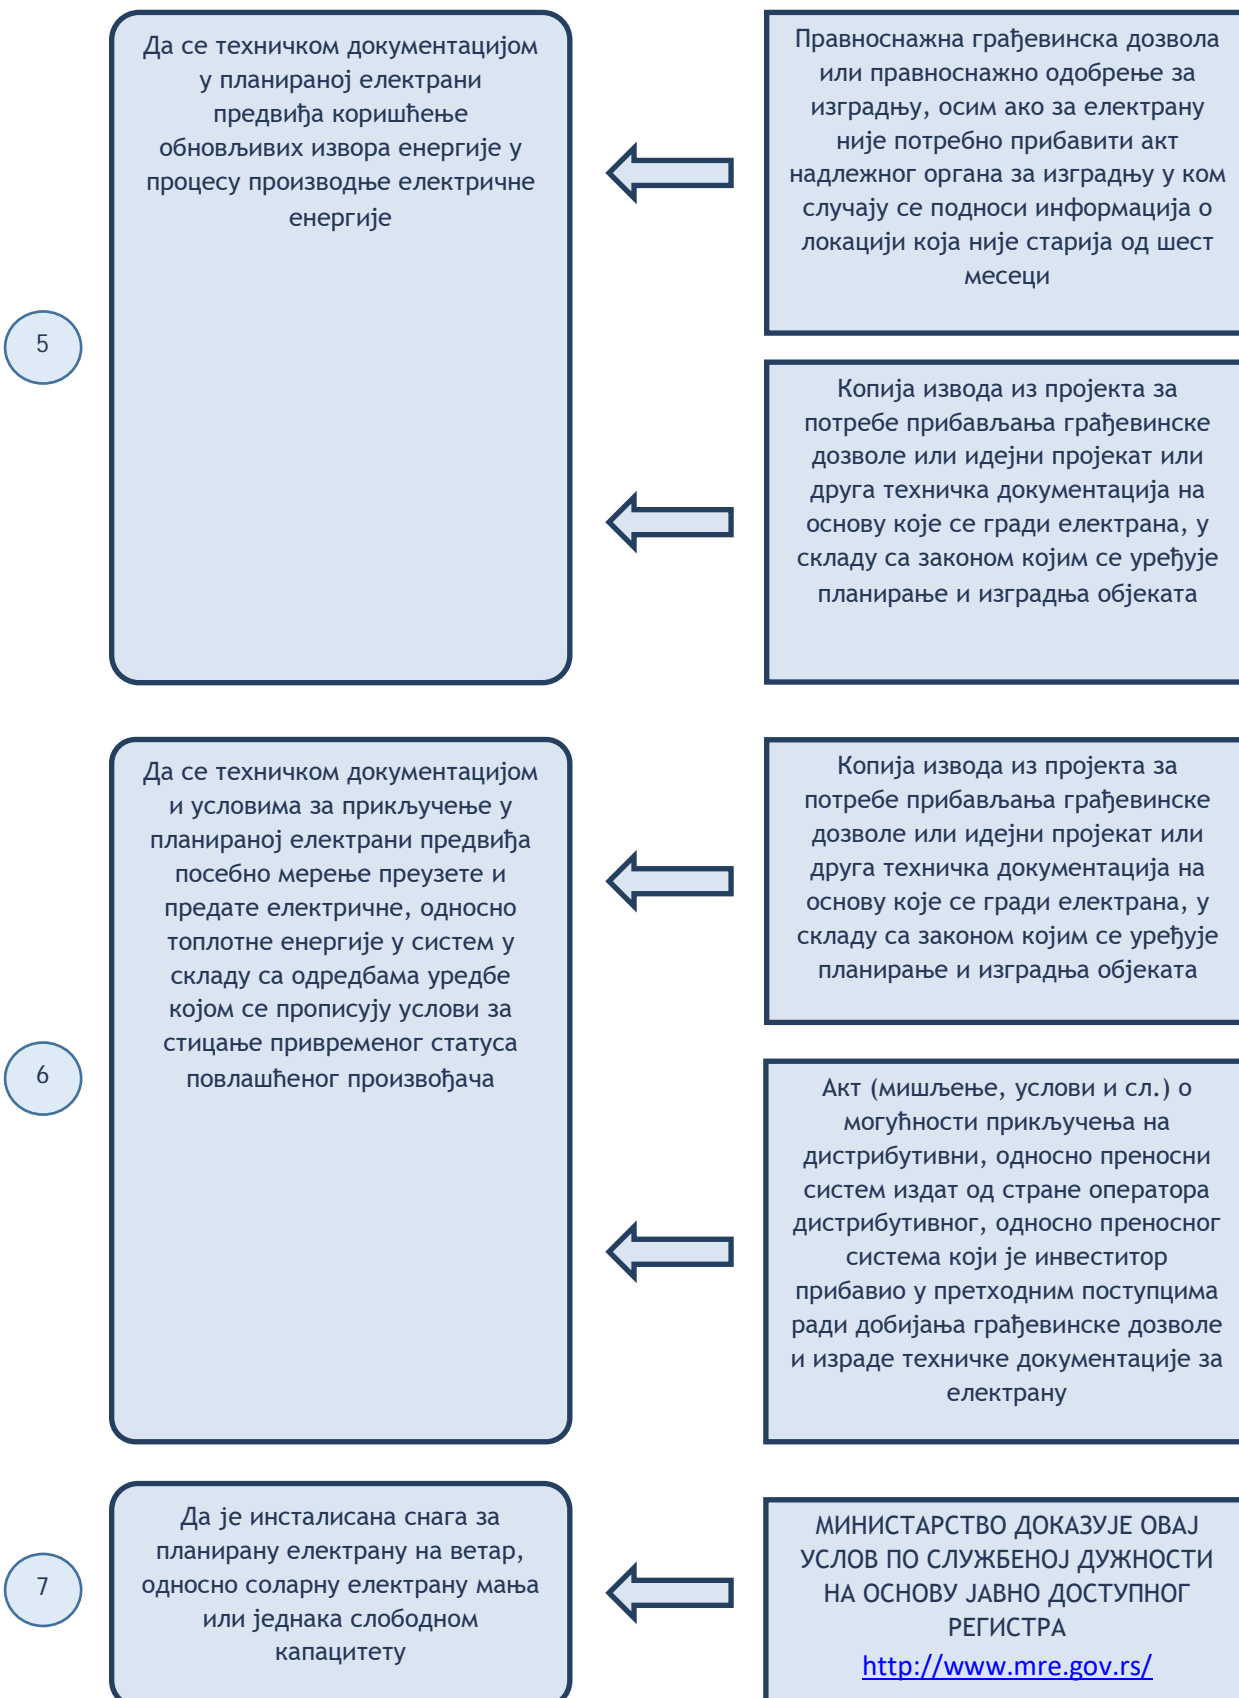 5
Да се техничком документацијом
у планираној електрани
предвиђа коришћење
обновљивих извора енергије у
процесу производње електричне
енергије
Правноснажна грађевинска дозвола
или правноснажно одобрење за
изградњу, осим ако за електрану
није потребно прибавити акт
надлежног органа за изградњу у ком
случају се подноси информација о
локацији која није старија од шест
месеци
Копија извода из пројекта за
потребе прибављања грађевинске
дозволе или идејни пројекат или
друга техничка документација на
основу које се гради електрана, у
складу са законом којим се уређује
планирање и изградња објеката
6
Да се техничком документацијом
и условима за прикључење у
планираној електрани предвиђа
посебно мерење преузете и
предате електричне, односно
топлотне енергије у систем у
складу са одредбама уредбе
којом се прописују услови за
стицање привременог статуса
повлашћеног произвођача
Копија извода из пројекта за
потребе прибављања грађевинске
дозволе или идејни пројекат или
друга техничка документација на
основу које се гради електрана, у
складу са законом којим се уређује
планирање и изградња објеката
Акт (мишљење, услови и сл.) о
могућности прикључења на
дистрибутивни, односно преносни
систем издат од стране оператора
дистрибутивног, односно преносног
система који је инвеститор
прибавио у претходним поступцима
ради добијања грађевинске дозволе
и израде техничке документације за
електрану
7
Да је инсталисана снага за
планирану електрану на ветар,
односно соларну електрану мања
или једнака слободном
капацитету
МИНИСТАРСТВО ДОКАЗУЈЕ ОВАЈ
УСЛОВ ПО СЛУЖБЕНОЈ ДУЖНОСТИ
НА ОСНОВУ ЈАВНО ДОСТУПНОГ
РЕГИСТРА
http://www.mre.gov.rs/